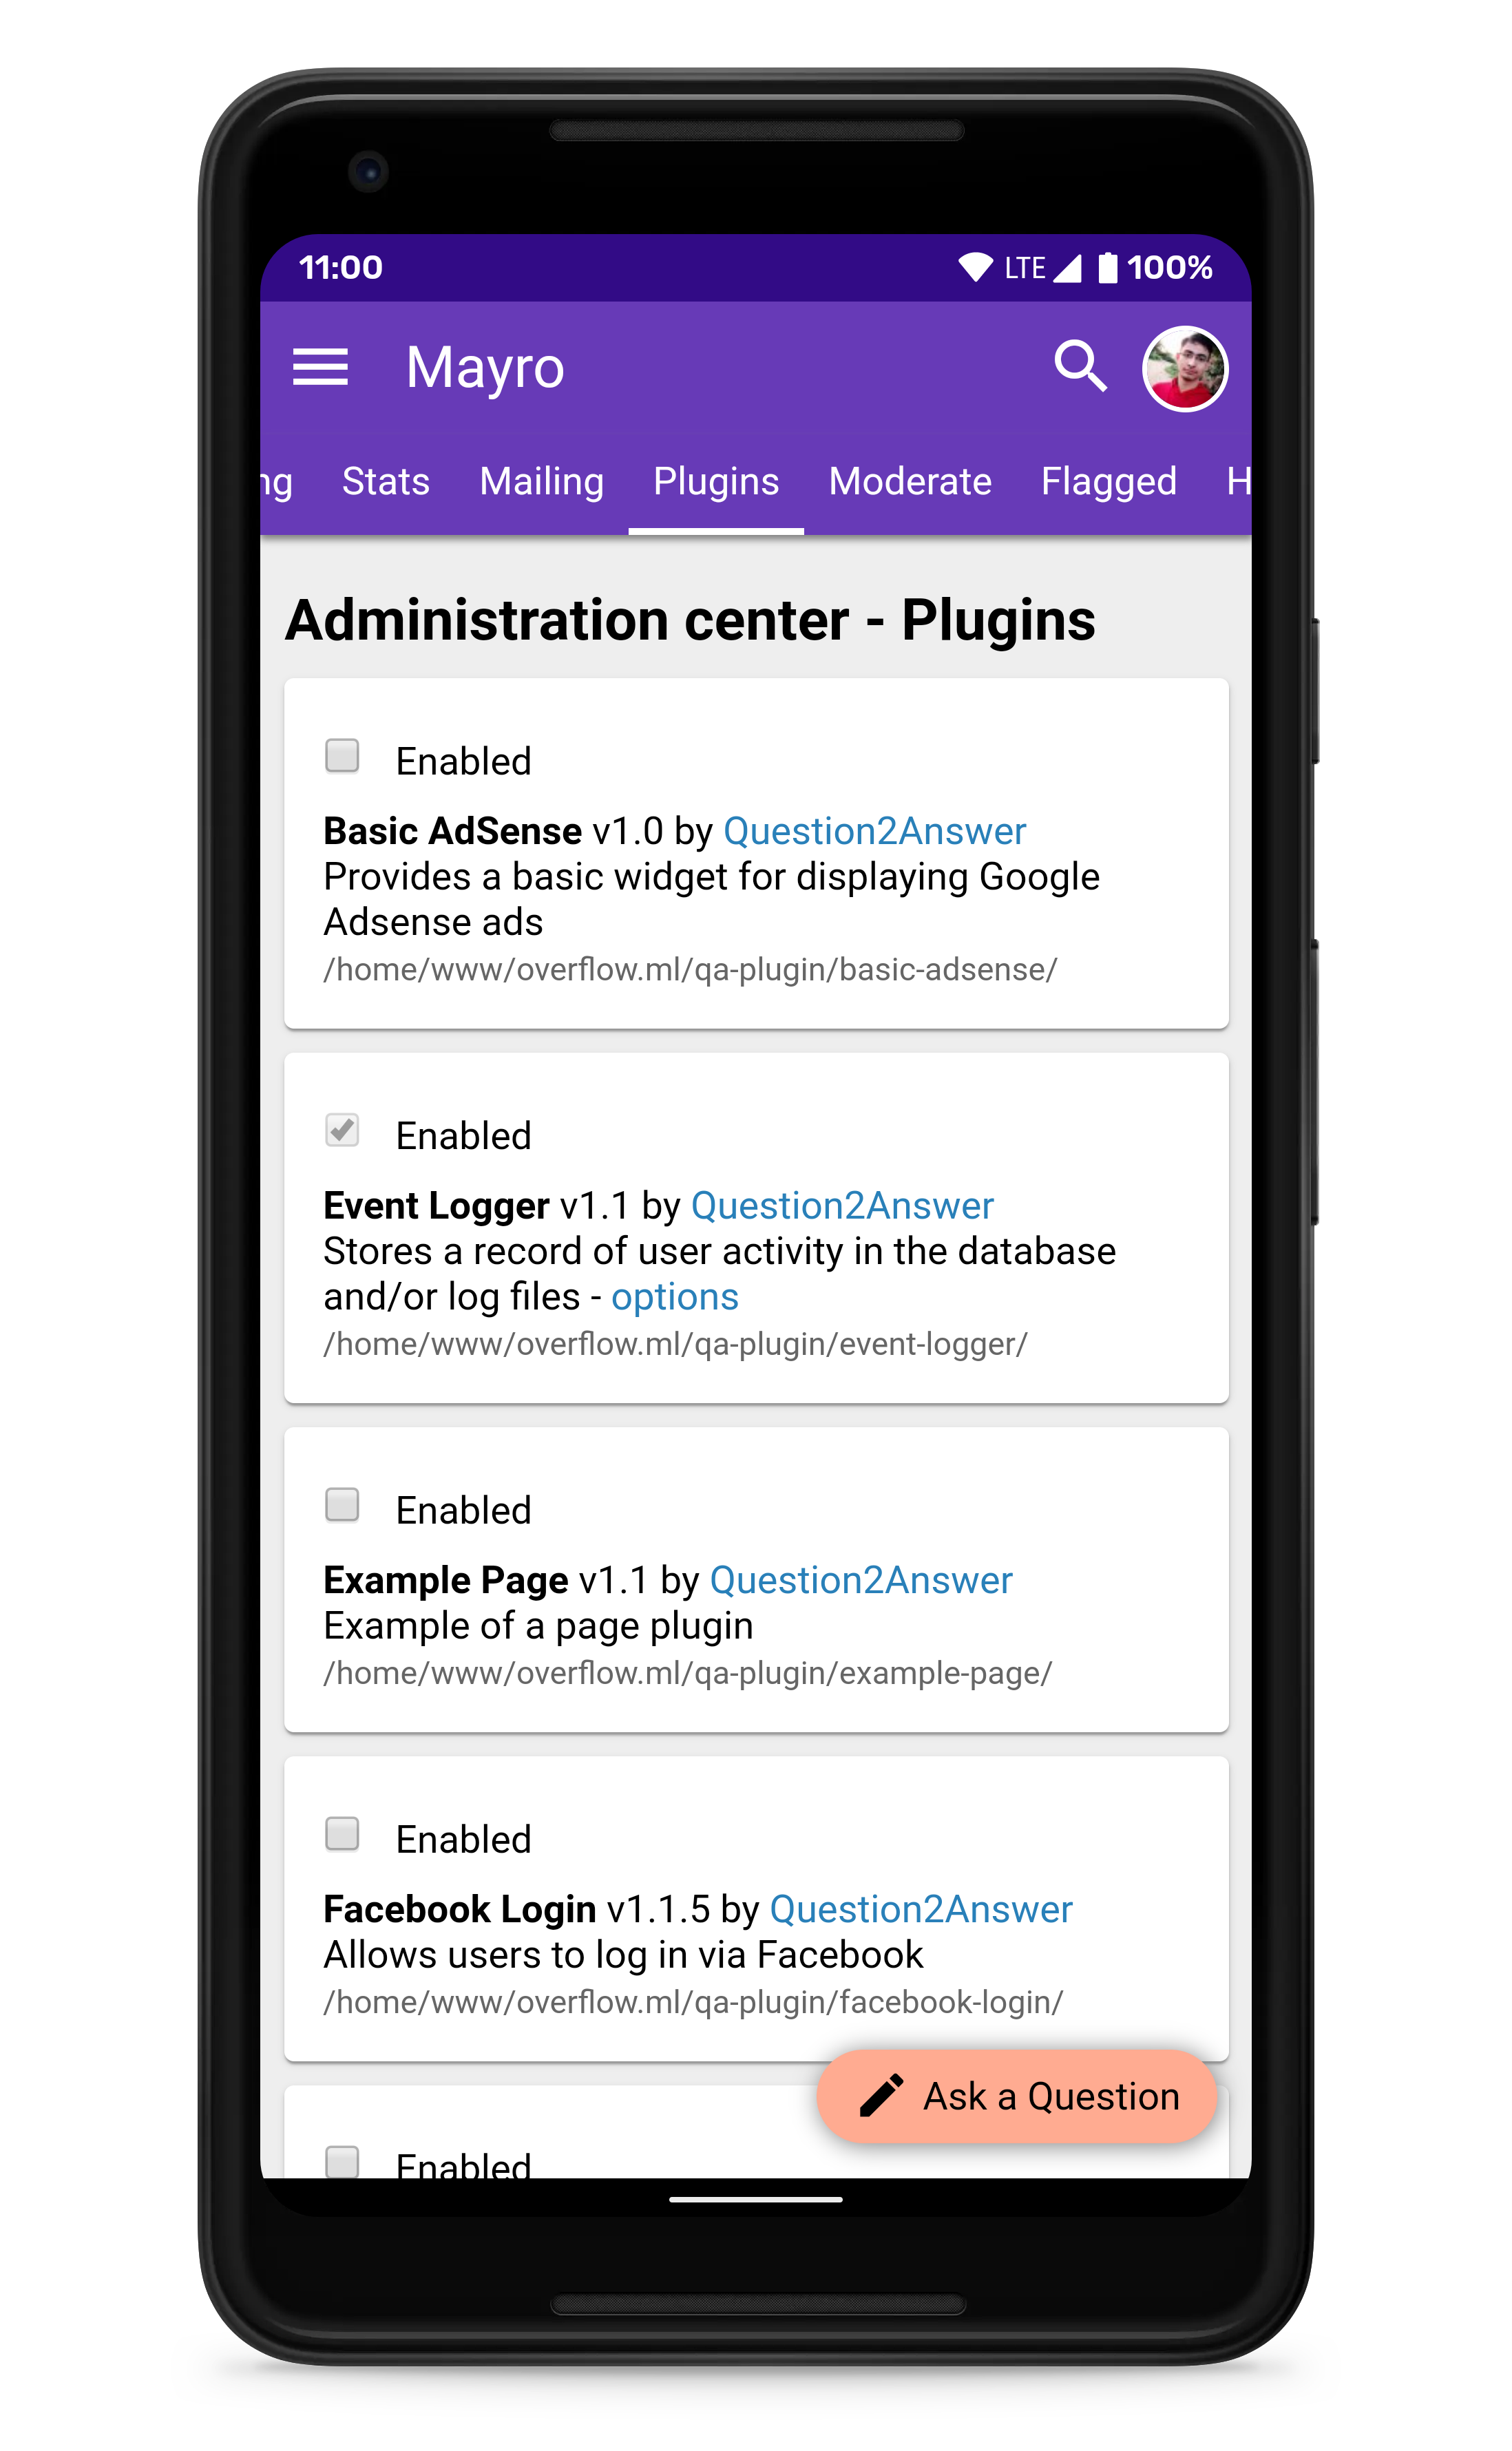 11:00 LTE 100%
Mayro
ng Stats Mailing Plugins Moderate Flagged H
Administration center - Plugins
Enabled
Basic AdSense v1.0 by Question2Answer
Provides a basic widget for displaying Google
Adsense ads
/home/www/overflow.ml/qa-plugin/basic-adsense/
Enabled
Event Logger v1.1 by Question2Answer
Stores a record of user activity in the database
and/or log files - options
/home/www/overflow.ml/qa-plugin/event-logger/
Enabled
Example Page v1.1 by Question2Answer
Example of a page plugin
/home/www/overflow.ml/qa-plugin/example-page/
Enabled
Facebook Login v1.1.5 by Question2Answer
Allows users to log in via Facebook
/home/www/overflow.ml/qa-plugin/facebook-login/
Ask a Question
Enabled